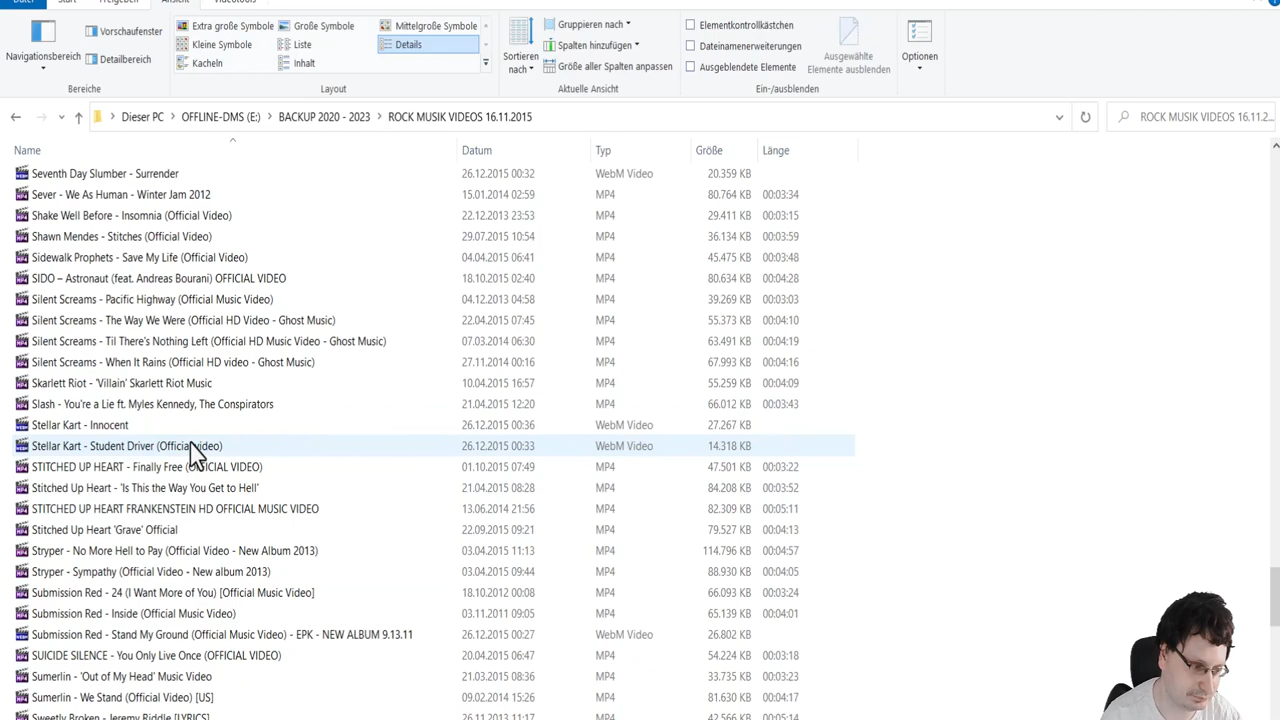 Datei Start Freigeben Ansicht Videotools
Navigationsbereich
Vorschaufenster
Detailbereich
Bereiche
Extra große Symbole Große Symbole Mittelgroße Symbole
Kleine Symbole Liste Details
Kacheln Inhalt
Layout
Sortieren nach
Gruppieren nach
Spalten hinzufügen
Größe aller Spalten anpassen
Aktuelle Ansicht
Elementkontrollkästchen
Dateinamenerweiterungen
Ausgeblendete Elemente
Ausgewählte Elemente ausblenden
Ein-/ausblenden
Optionen
Dieser PC > OFFLINE-DMS (E:) > BACKUP 2020 - 2023 > ROCK MUSIK VIDEOS 16.11.2015
ROCK MUSIK VIDEOS 16.11.2...
Name Datum Typ Größe Länge
Seventh Day Slumber - Surrender 26.12.2015 00:32 WebM Video 20.359 KB
Sever - We As Human - Winter Jam 2012 15.01.2014 02:59 MP4 80.764 KB 00:03:34
Shake Well Before - Insomnia (Official Video) 22.12.2013 23:53 MP4 29.411 KB 00:03:15
Shawn Mendes - Stitches (Official Video) 29.07.2015 10:54 MP4 36.134 KB 00:03:59
Sidewalk Prophets - Save My Life (Official Video) 04.04.2015 06:41 MP4 45.475 KB 00:03:48
SIDO – Astronaut (feat. Andreas Bourani) OFFICIAL VIDEO 18.10.2015 02:40 MP4 80.634 KB 00:04:28
Silent Screams - Pacific Highway (Official Music Video) 04.12.2013 04:58 MP4 39.269 KB 00:03:03
Silent Screams - The Way We Were (Official HD Video - Ghost Music) 22.04.2015 07:45 MP4 55.373 KB 00:04:10
Silent Screams - Til There's Nothing Left (Official HD Music Video - Ghost Music) 07.03.2014 06:30 MP4 63.491 KB 00:04:19
Silent Screams - When It Rains (Official HD video - Ghost Music) 27.11.2014 00:16 MP4 67.993 KB 00:04:16
Skarlett Riot - 'Villain' Skarlett Riot Music 10.04.2015 16:57 MP4 55.259 KB 00:04:09
Slash - You're a Lie ft. Myles Kennedy, The Conspirators 21.04.2015 12:20 MP4 66.012 KB 00:03:43
Stellar Kart - Innocent 26.12.2015 00:36 WebM Video 27.267 KB
Stellar Kart - Student Driver (Official video) 26.12.2015 00:33 WebM Video 14.318 KB
STITCHED UP HEART - Finally Free (OFFICIAL VIDEO) 01.10.2015 07:49 MP4 47.501 KB 00:03:22
Stitched Up Heart - 'Is This the Way You Get to Hell' 21.04.2015 08:28 MP4 84.208 KB 00:03:52
STITCHED UP HEART FRANKENSTEIN HD OFFICIAL MUSIC VIDEO 13.06.2014 21:56 MP4 82.309 KB 00:05:11
Stitched Up Heart 'Grave' Official 22.09.2015 09:21 MP4 79.527 KB 00:04:13
Stryper - No More Hell to Pay (Official Video - New Album 2013) 03.04.2015 11:13 MP4 114.796 KB 00:04:57
Stryper - Sympathy (Official Video - New album 2013) 03.04.2015 09:44 MP4 88.930 KB 00:04:05
Submission Red - 24 (I Want More of You) [Official Music Video] 18.10.2012 00:08 MP4 66.093 KB 00:03:24
Submission Red - Inside (Official Music Video) 03.11.2011 09:05 MP4 65.139 KB 00:04:01
Submission Red - Stand My Ground.(Official Music Video) - EPK - NEW ALBUM 9.13.11 26.12.2015 00:27 WebM Video 26.802 KB
SUICIDE SILENCE - You Only Live Once (OFFICIAL VIDEO) 20.04.2015 06:47 MP4 54.224 KB 00:03:18
Sumerlin - 'Out of My Head' Music Video 21.03.2015 08:36 MP4 33.735 KB 00:03:23
Sumerlin - We Stand (Official Video) [US] 09.02.2014 15:26 MP4 81.630 KB 00:04:17
Sweetly Broken - Jeremy Riddle [LYRICS] 26.11.2013 11:17 MP4 42.566 KB 00:05:14